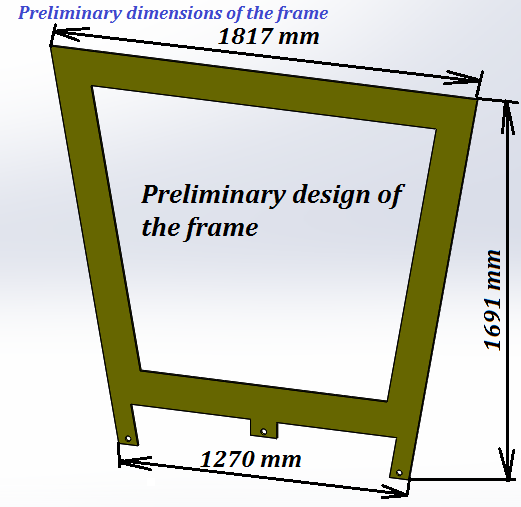 Preliminary dimensions of the frame
1817 mm
Preliminary design of
the frame
1691 mm
1270 mm